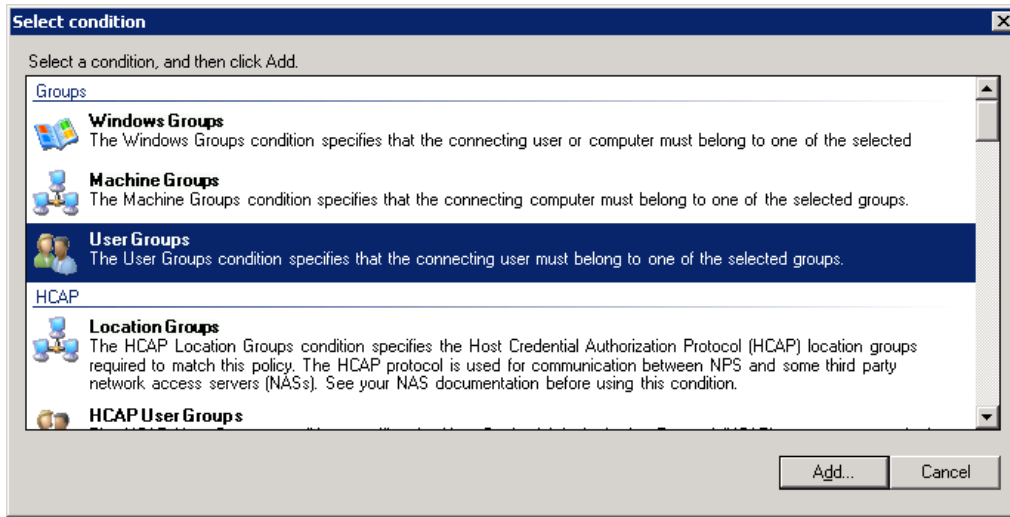 Select condition
Select a condition, and then click Add.
Groups
Windows Groups
The Windows Groups condition specifies that the connecting user or computer must belong to one of the selected
Machine Groups
The Machine Groups condition specifies that the connecting computer must belong to one of the selected groups.
User Groups
The User Groups condition specifies that the connecting user must belong to one of the selected groups.
HCAP
Location Groups
The HCAP Location Groups condition specifies the Host Credential Authorization Protocol (HCAP) location groups
required to match this policy. The HCAP protocol is used for communication between NPS and some third party
network access servers (NASs). See your NAS documentation before using this condition.
HCAP User Groups
Add...
Cancel